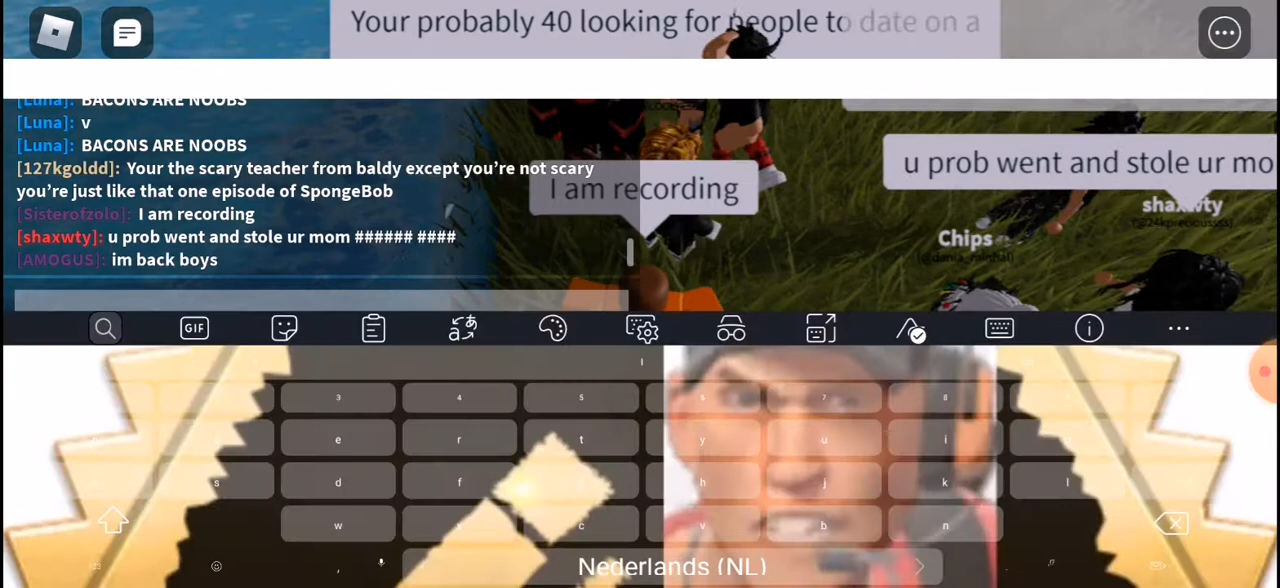 Your probably 40 looking for people to date on a
[Luna]: BACONS ARE NOOBS
[Luna]: v
[Luna]: BACONS ARE NOOBS
[127kgoldd]: Your the scary teacher from baldy except you’re not scary
you’re just like that one episode of SpongeBob
[Sisterofzolo]: I am recording
[shaxwty]: u prob went and stole ur mom ###### ####
[AMOGUS]: im back boys
I am recording
u prob went and stole ur mo
shaxwty
Chips
GIF
3 4 5 6 7 8
e r t y u i
s d f h j k l
w x c v b n
Nederlands (NL)